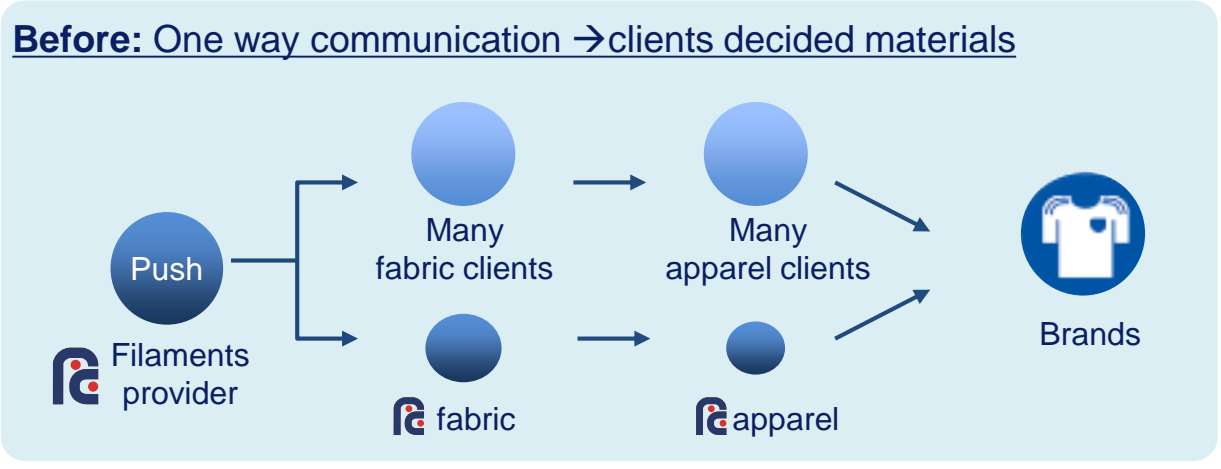 Before: One way communication →clients decided materials
Push
Filaments
provider
Many
fabric clients
Many
apparel clients
fabric
apparel
Brands